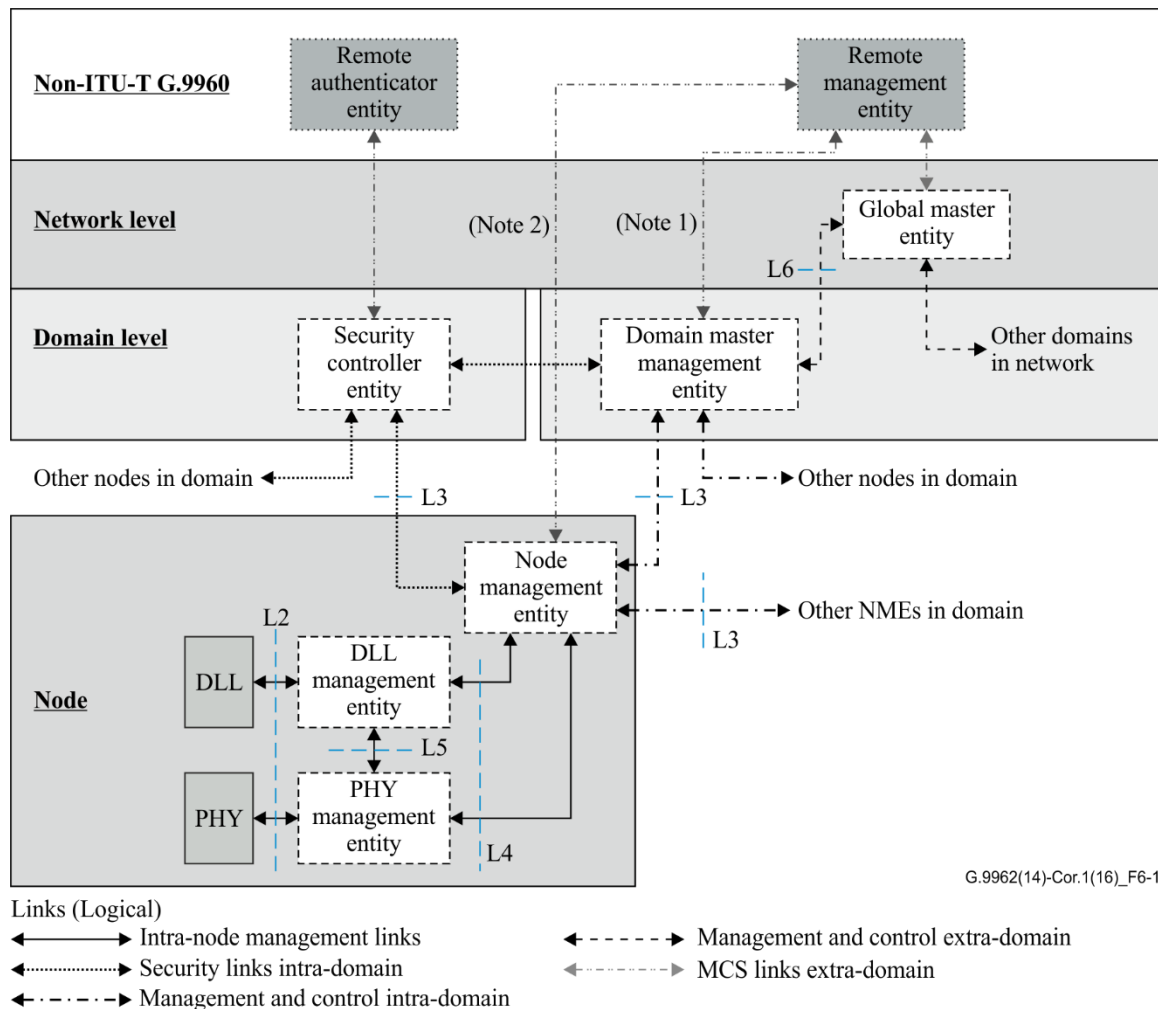 Non-ITU-T G.9960
Remote
authenticator
entity
Remote
management
entity
Network level
(Note 2)
(Note 1)
Global master
entity
L6
Domain level
Security
controller
entity
Domain master
management
entity
Other domains
in network
Other nodes in domain
L3
L3
Other nodes in domain
Node
management
entity
Other NMEs in domain
L3
L2
Node
DLL
DLL
management
entity
L5
PHY
PHY
management
entity
L4
G.9962(14)-Cor.1(16)_F6-1
Links (Logical)
Intra-node management links
Management and control extra-domain
Security links intra-domain
MCS links extra-domain
Management and control intra-domain